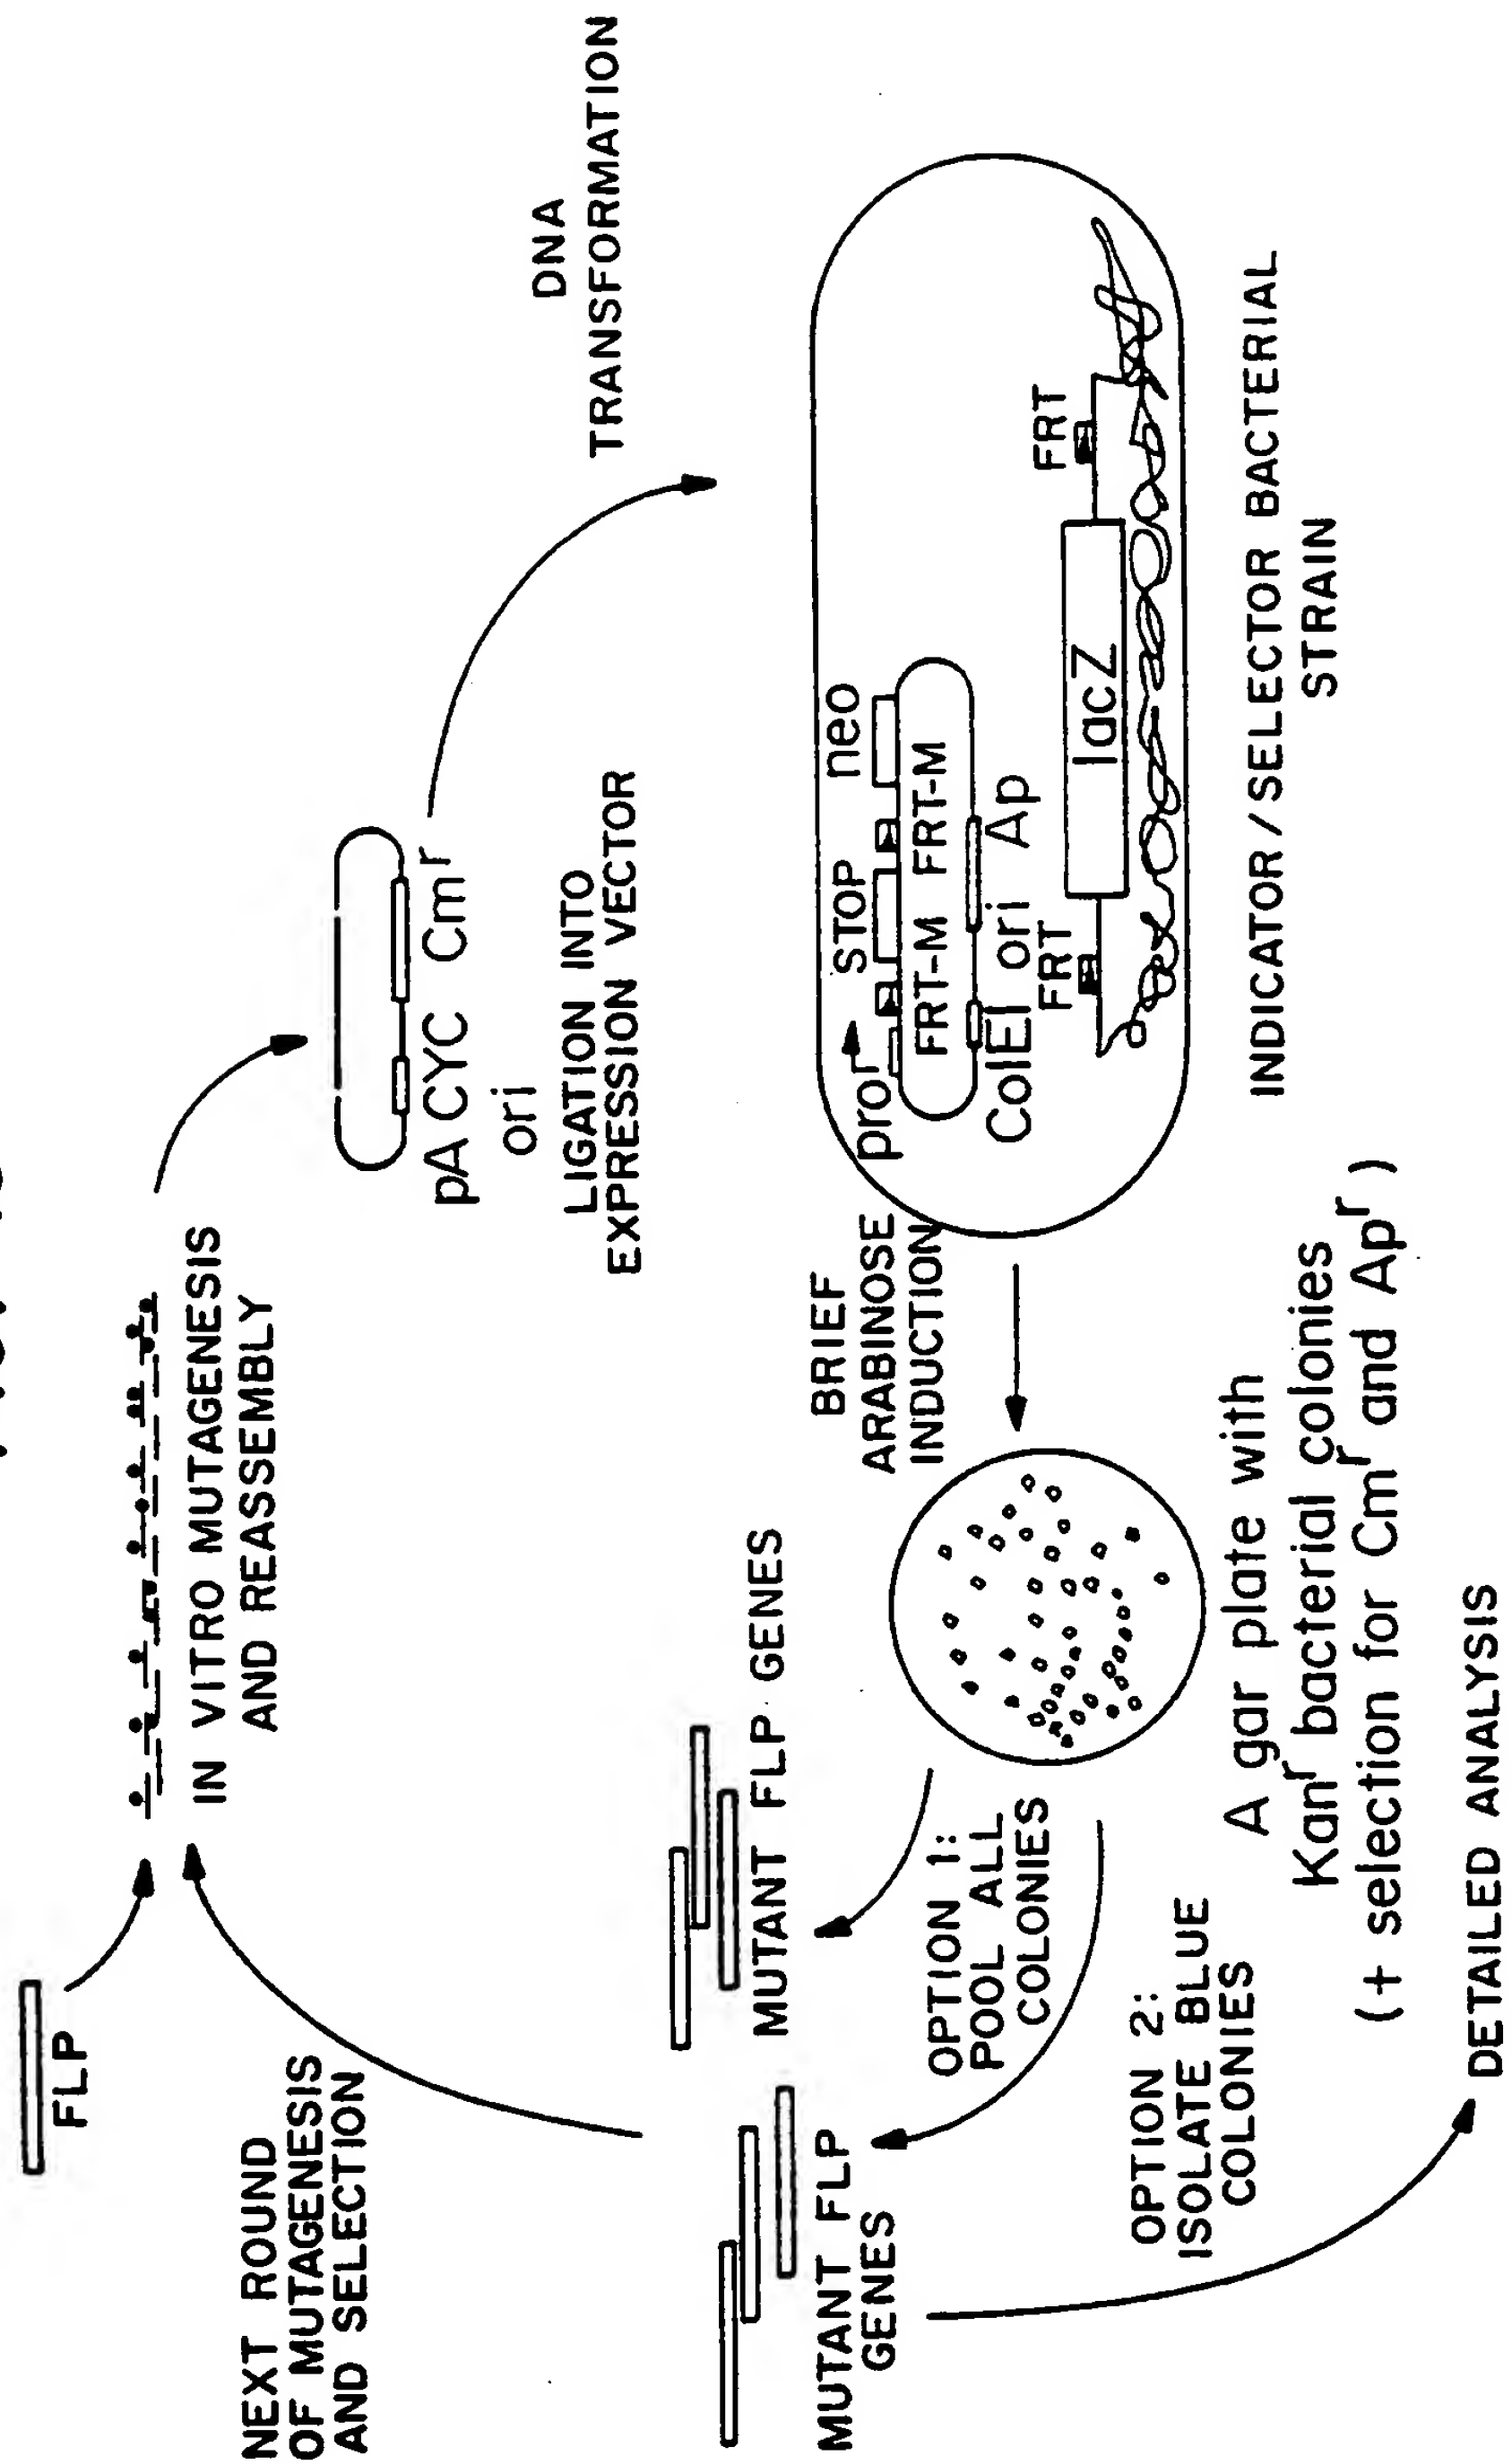 FLP
IN VITRO MUTAGENESIS
AND REASSEMBLY
NEXT ROUND
OF MUTAGENESIS
AND SELECTION
pACYC Cmʳ
ori
LIGATION INTO
EXPRESSION VECTOR
DNA
TRANSFORMATION
MUTANT FLP GENES
MUTANT FLP
GENES
BRIEF
ARABINOSE
INDUCTION
pro
STOP
neo
FRT-M FRT-M
ColEI ori Ap
FRT
lacZ
FRT
INDICATOR/SELECTOR BACTERIAL
STRAIN
OPTION 1:
POOL ALL
COLONIES
OPTION 2:
ISOLATE BLUE
COLONIES
A gar plate with
Kanʳ bacterial colonies
(+ selection for Cmʳ and Apʳ)
DETAILED ANALYSIS